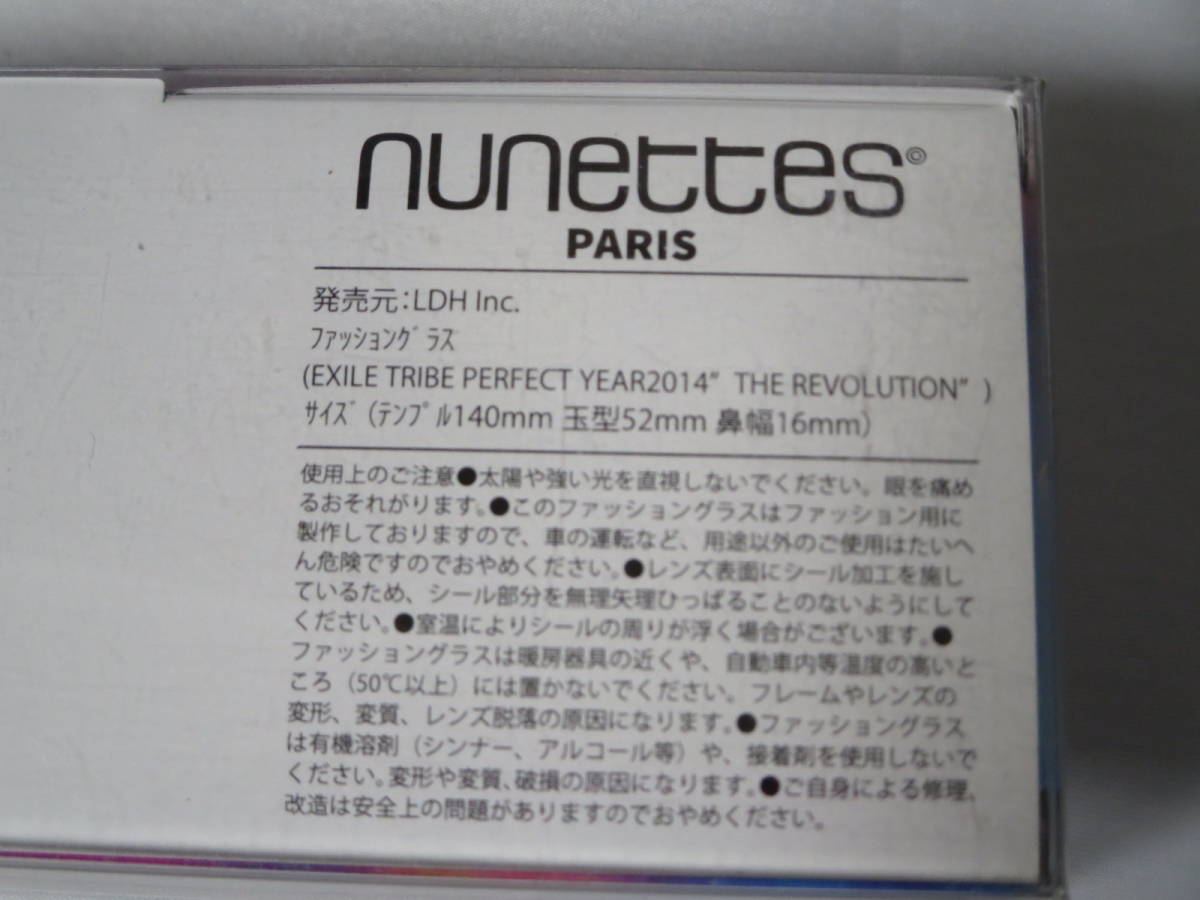 nunettes©
PARIS
発売元:LDH Inc.
ﾌｧｯｼｮﾝｸﾞﾗｽ
(EXILE TRIBE PERFECT YEAR2014” THE REVOLUTION” )
ｻｲｽﾞ(ﾃﾝﾌﾟﾙ140mm 玉型52mm 鼻幅16mm)
使用上のご注意●太陽や強い光を直視しないでください。眼を痛め
るおそれがります。●このファッショングラスはファッション用に
製作しておりますので、車の運転など、用途以外のご使用はたいへ
ん危険ですのでおやめください。●レンズ表面にシール加工を施し
ているため、シール部分を無理矢理ひっぱることのないようにして
ください。●室温によりシールの周りが浮く場合がございます。●
ファッショングラスは暖房器具の近くや、自動車内等温度の高いと
ころ（50℃以上）には置かないでください。フレームやレンズの
変形、変質、レンズ脱落の原因になります。●ファッショングラス
は有機溶剤（シンナー、アルコール等）や、接着剤を使用しないで
ください。変形や変質、破損の原因になります。●ご自身による修理、
改造は安全上の問題がありますのでおやめください。